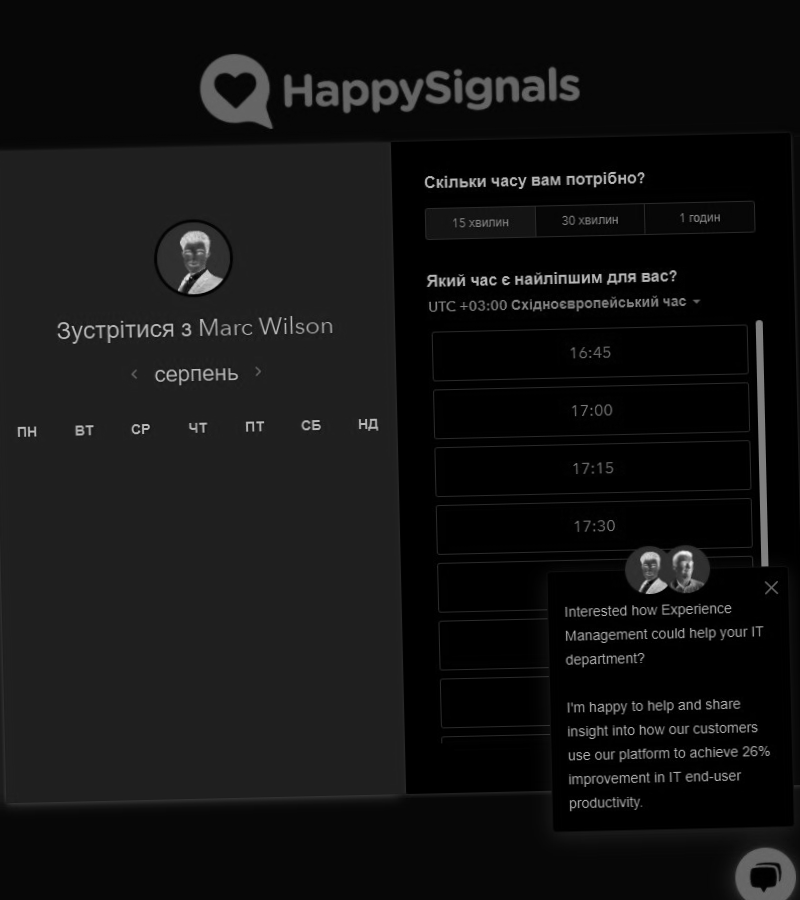 HappySignals
Зустрітися з Marc Wilson
серпень
ПН ВТ СР ЧТ ПТ СБ НД
Скільки часу вам потрібно?
15 хвилин 30 хвилин 1 годин
Який час є найліпшим для вас?
UTC +03:00 Східноєвропейський час
16:45
17:00
17:15
17:30
Interested how Experience
Management could help your IT
department?
I'm happy to help and share
insight into how our customers
use our platform to achieve 26%
improvement in IT end-user
productivity.